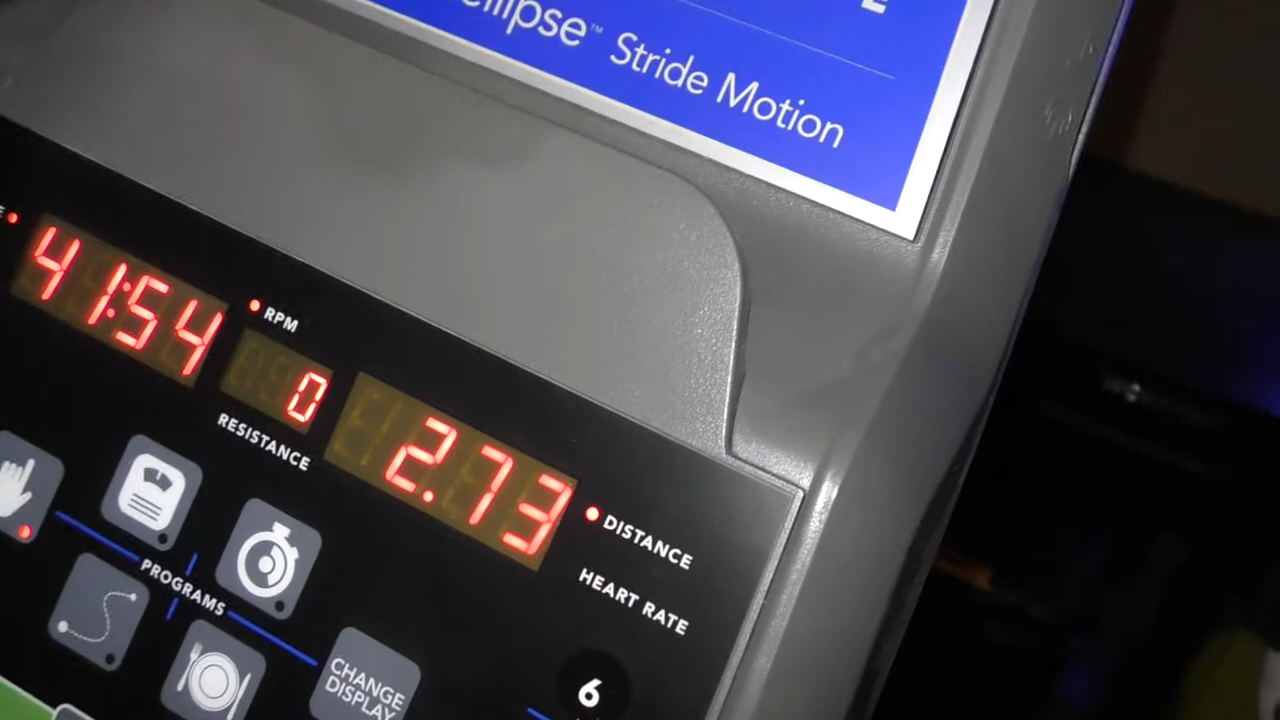 ellipse™ Stride Motion
41:54
RPM
0
RESISTANCE
2.73
DISTANCE
HEART RATE
PROGRAMS
CHANGE
DISPLAY
6